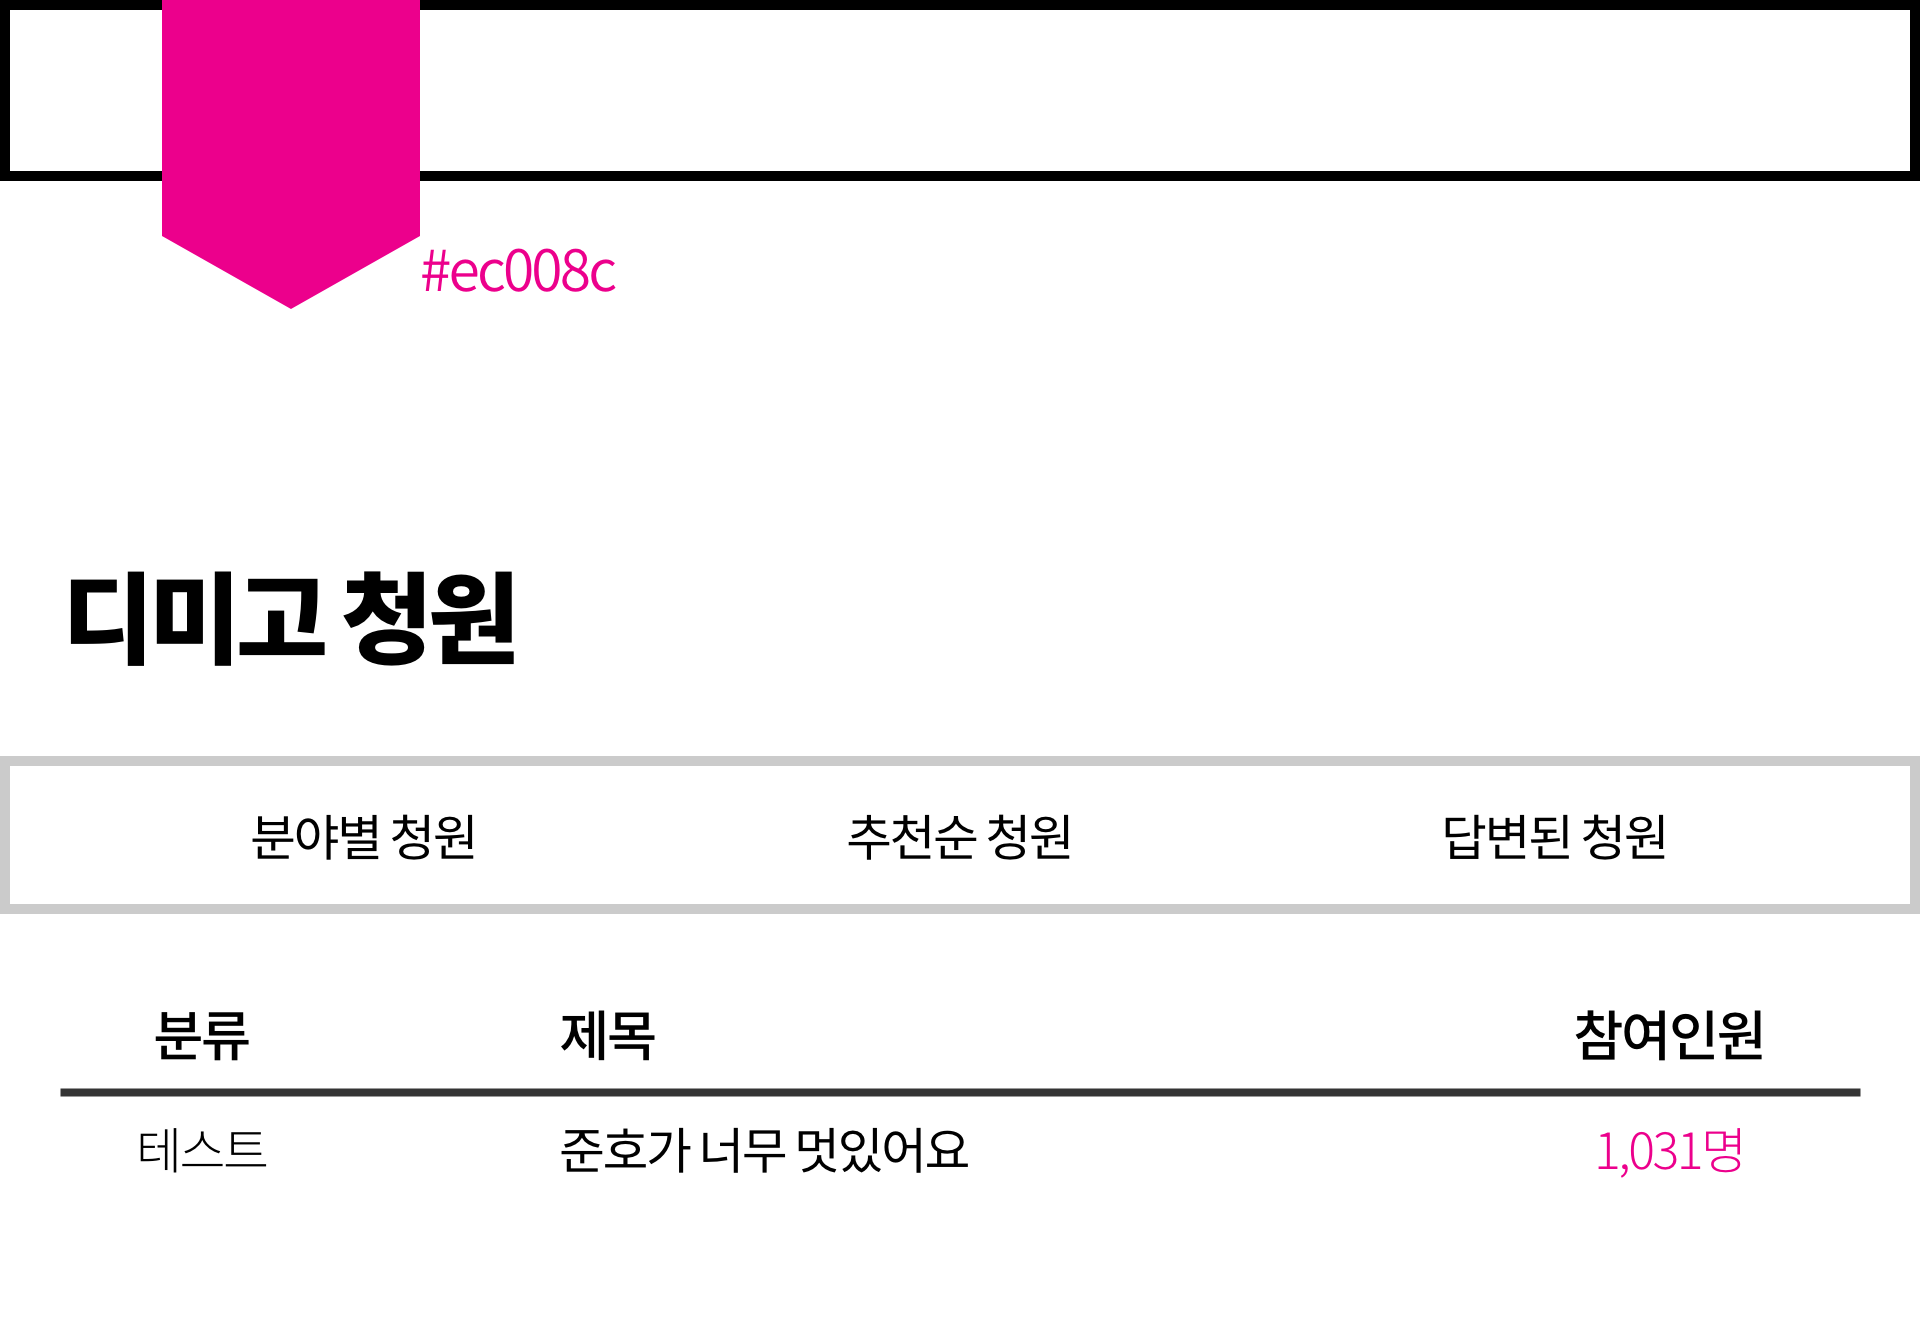 #ec008c
디미고 청원
분야별 청원 추천순 청원 답변된 청원
분류 제목 참여인원
테스트 준호가 너무 멋있어요 1,031명